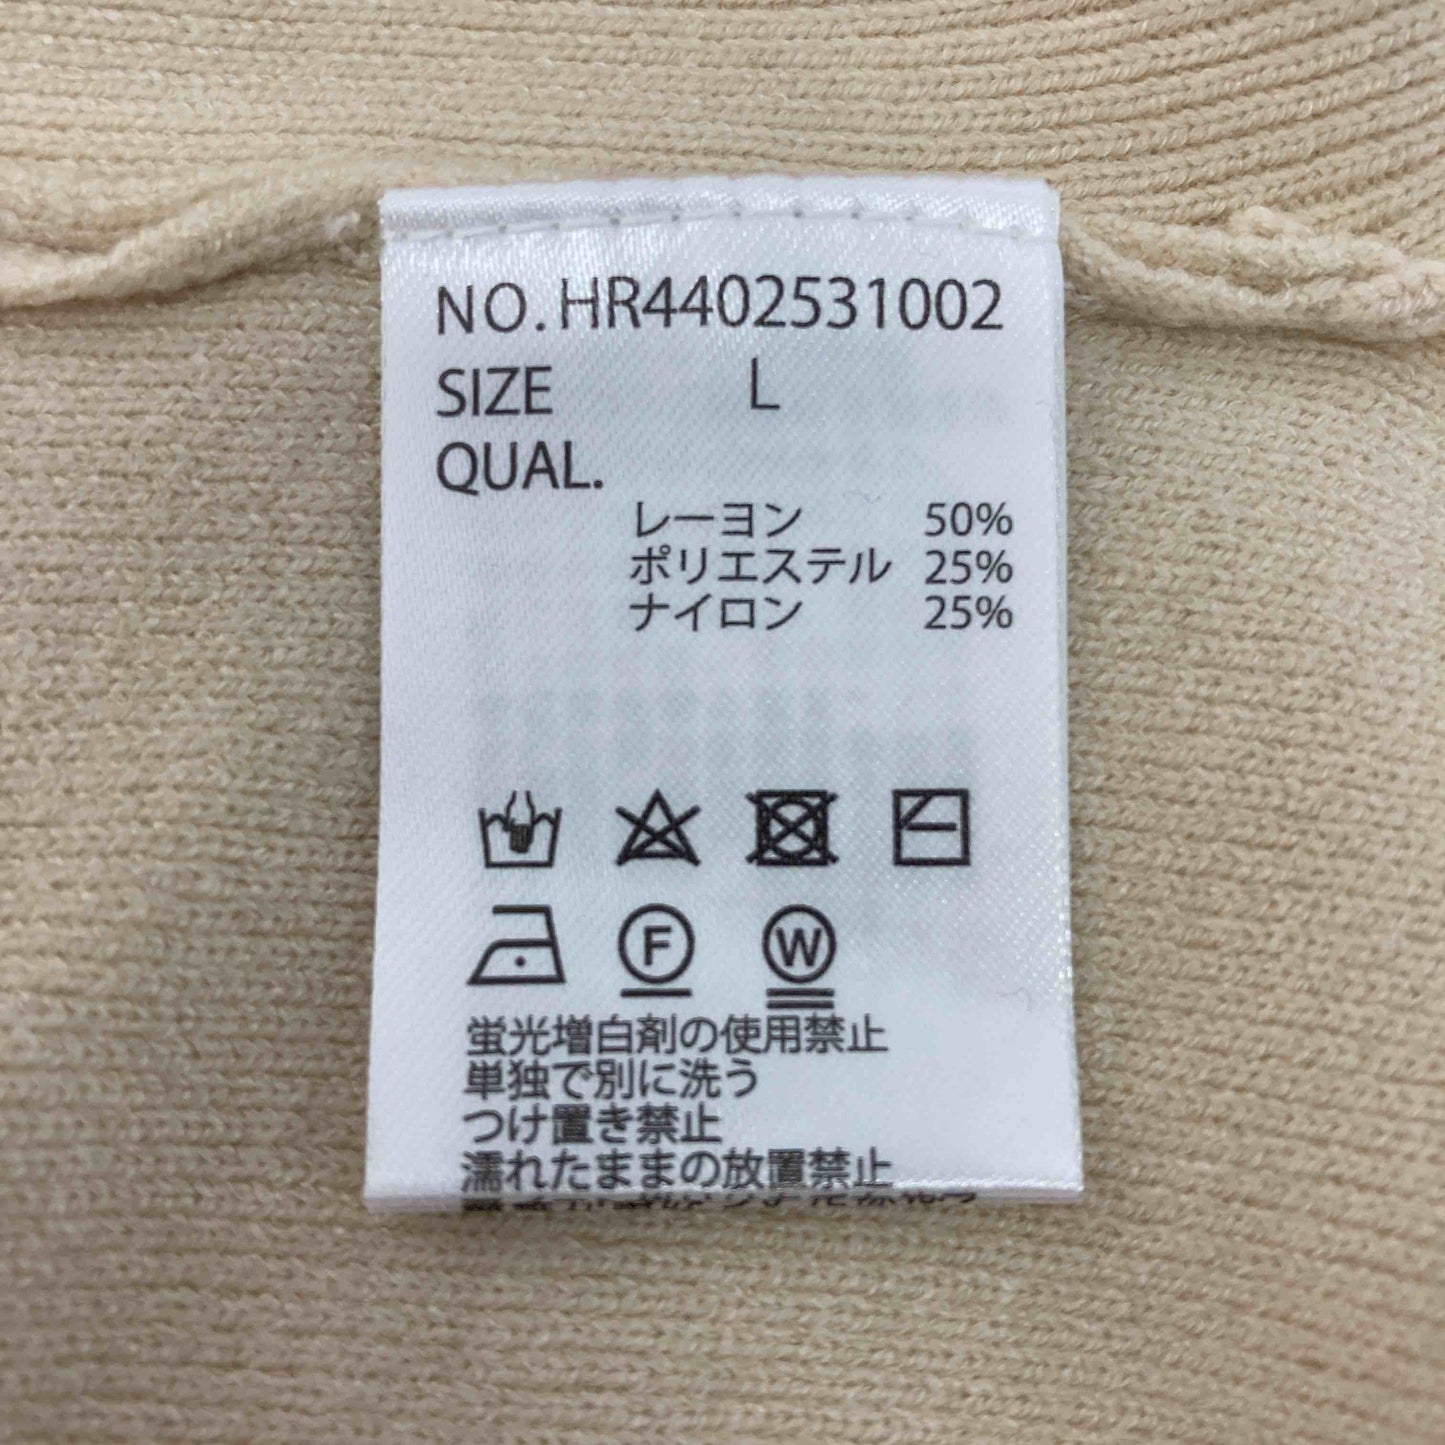 NO. HR4402531002
SIZE L
QUAL.
レーヨン 50%
ポリエステル 25%
ナイロン 25%
F W
蛍光増白剤の使用禁止
単独で別に洗う
つけ置き禁止
濡れたままの放置禁止